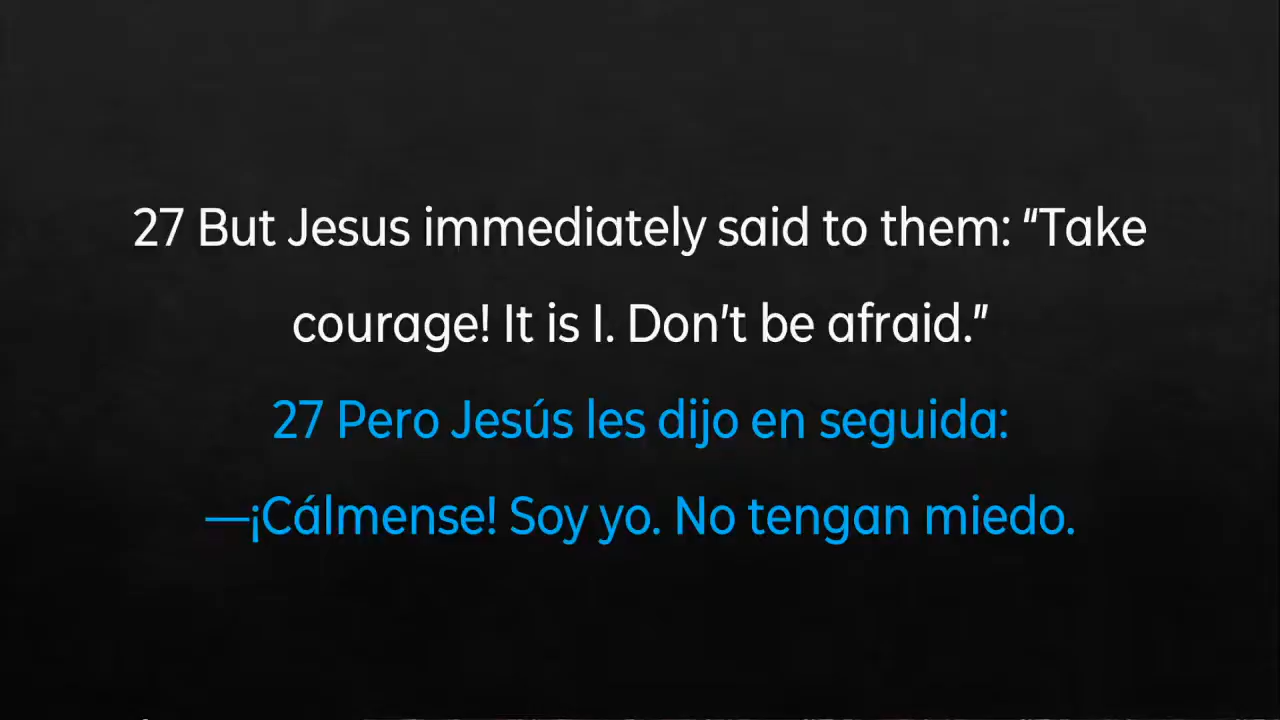 27 But Jesus immediately said to them: “Take
courage! It is I. Don’t be afraid.”
27 Pero Jesús les dijo en seguida:
—¡Cálmense! Soy yo. No tengan miedo.